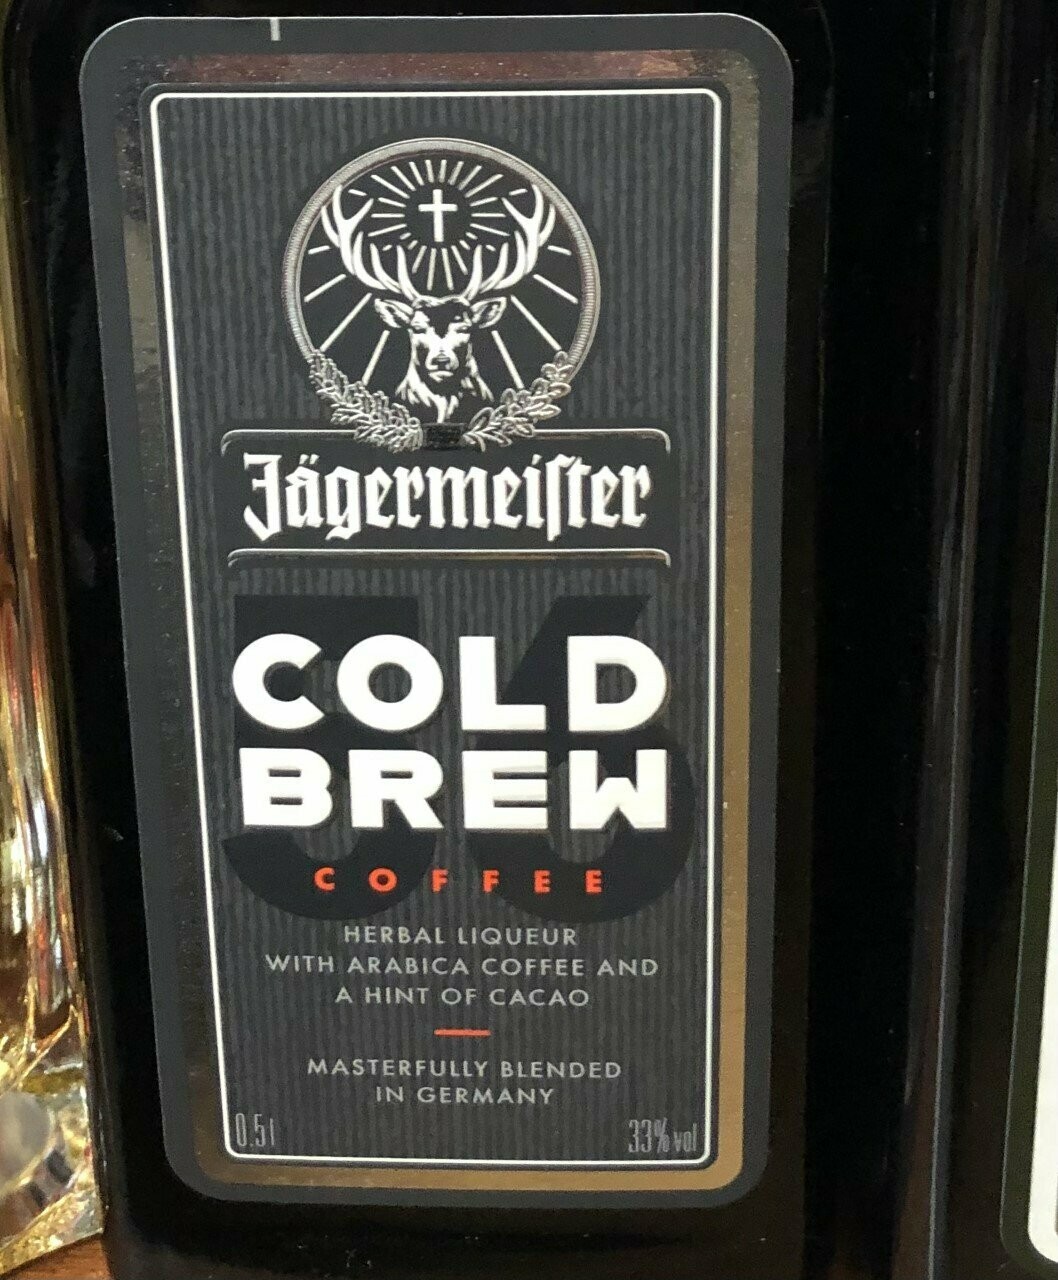 Jägermeiſter
56
COLD
BREW
COFFEE
HERBAL LIQUEUR
WITH ARABICA COFFEE AND
A HINT OF CACAO
MASTERFULLY BLENDED
IN GERMANY
0.5l 33%vol